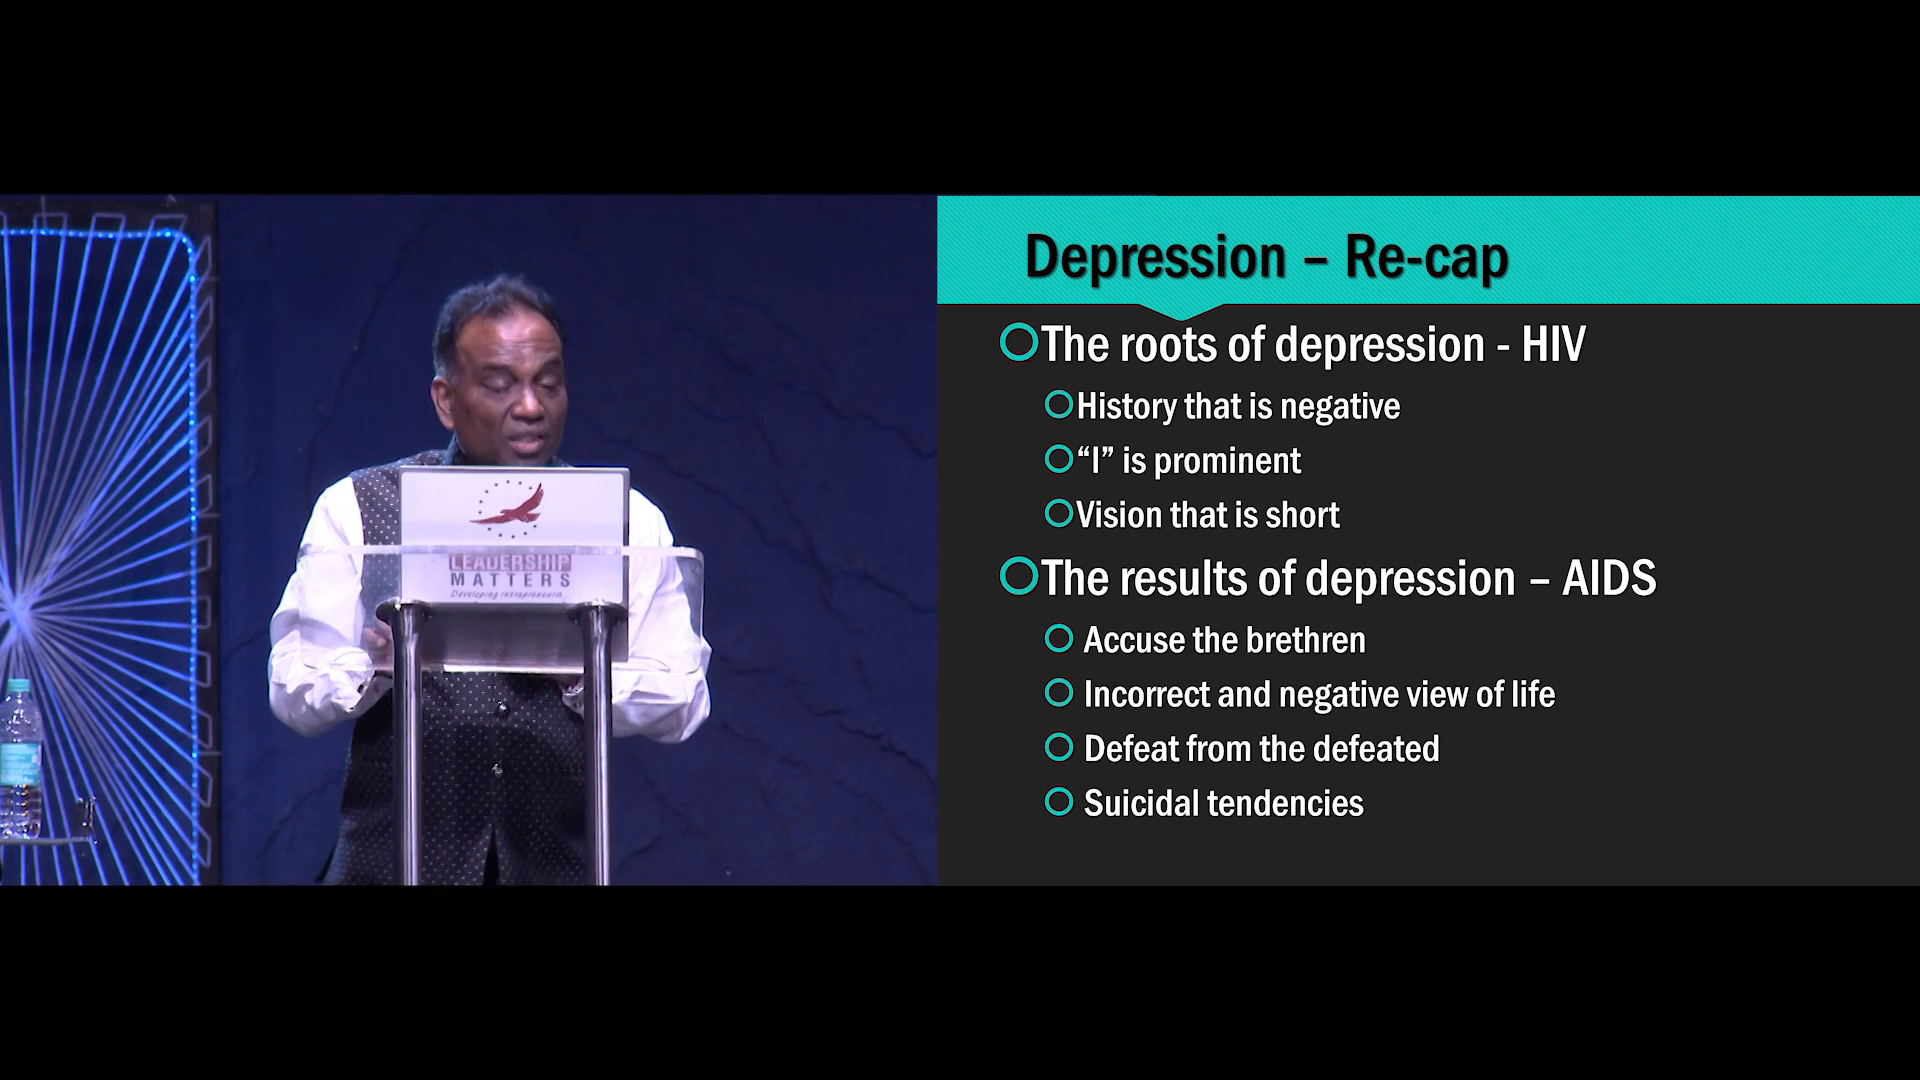 LEADERSHIP
MATTERS
Developing intrapreneurs
Depression – Re-cap
The roots of depression - HIV
History that is negative
“I” is prominent
Vision that is short
The results of depression – AIDS
Accuse the brethren
Incorrect and negative view of life
Defeat from the defeated
Suicidal tendencies